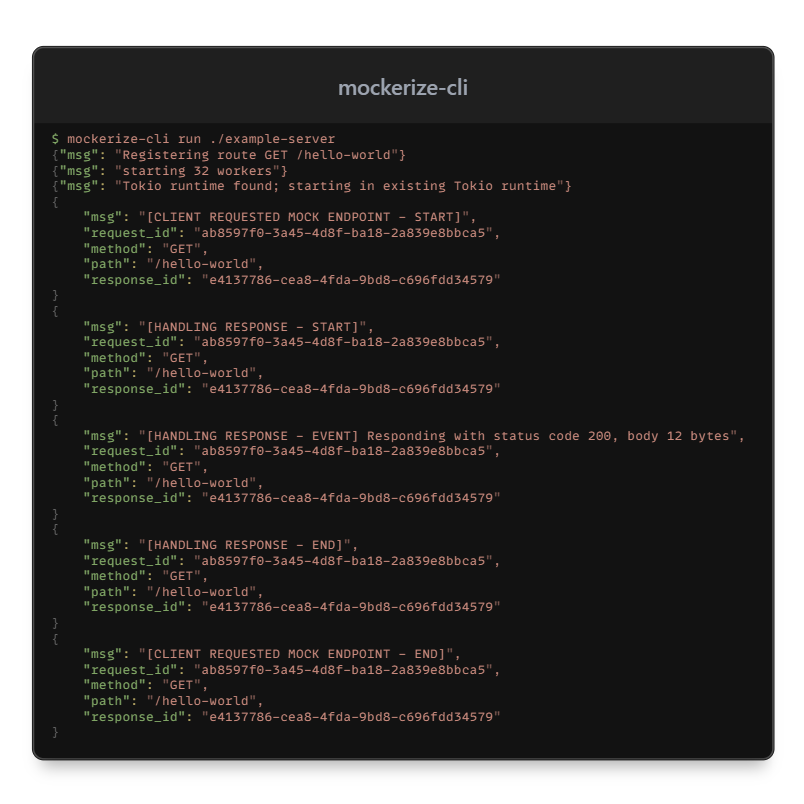 mockerize-cli
$ mockerize-cli run ./example-server
{"msg": "Registering route GET /hello-world"}
{"msg": "starting 32 workers"}
{"msg": "Tokio runtime found; starting in existing Tokio runtime"}
{
    "msg": "[CLIENT REQUESTED MOCK ENDPOINT – START]",
    "request_id": "ab8597f0-3a45-4d8f-ba18-2a839e8bbca5",
    "method": "GET",
    "path": "/hello-world",
    "response_id": "e4137786-cea8-4fda-9bd8-c696fdd34579"
}
{
    "msg": "[HANDLING RESPONSE – START]",
    "request_id": "ab8597f0-3a45-4d8f-ba18-2a839e8bbca5",
    "method": "GET",
    "path": "/hello-world",
    "response_id": "e4137786-cea8-4fda-9bd8-c696fdd34579"
}
{
    "msg": "[HANDLING RESPONSE – EVENT] Responding with status code 200, body 12 bytes",
    "request_id": "ab8597f0-3a45-4d8f-ba18-2a839e8bbca5",
    "method": "GET",
    "path": "/hello-world",
    "response_id": "e4137786-cea8-4fda-9bd8-c696fdd34579"
}
{
    "msg": "[HANDLING RESPONSE – END]",
    "request_id": "ab8597f0-3a45-4d8f-ba18-2a839e8bbca5",
    "method": "GET",
    "path": "/hello-world",
    "response_id": "e4137786-cea8-4fda-9bd8-c696fdd34579"
}
{
    "msg": "[CLIENT REQUESTED MOCK ENDPOINT – END]",
    "request_id": "ab8597f0-3a45-4d8f-ba18-2a839e8bbca5",
    "method": "GET",
    "path": "/hello-world",
    "response_id": "e4137786-cea8-4fda-9bd8-c696fdd34579"
}